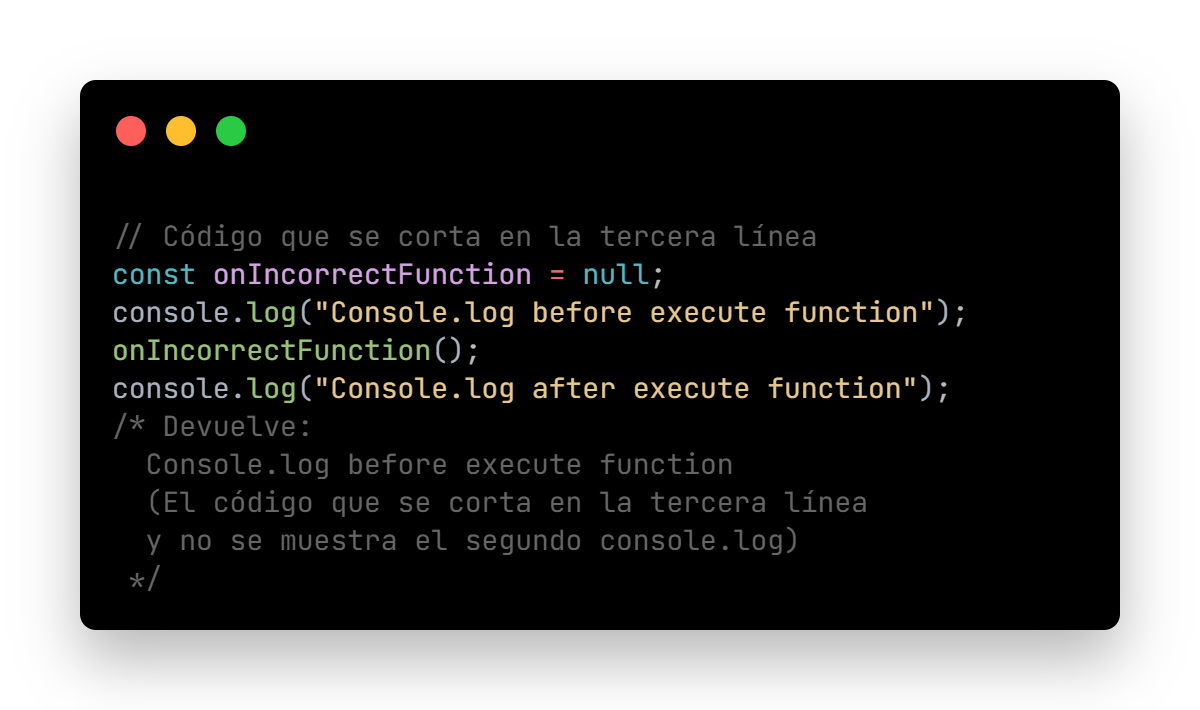 // Código que se corta en la tercera línea
const onIncorrectFunction = null;
console.log("Console.log before execute function");
onIncorrectFunction();
console.log("Console.log after execute function");
/* Devuelve:
  Console.log before execute function
  (El código que se corta en la tercera línea
  y no se muestra el segundo console.log)
 */